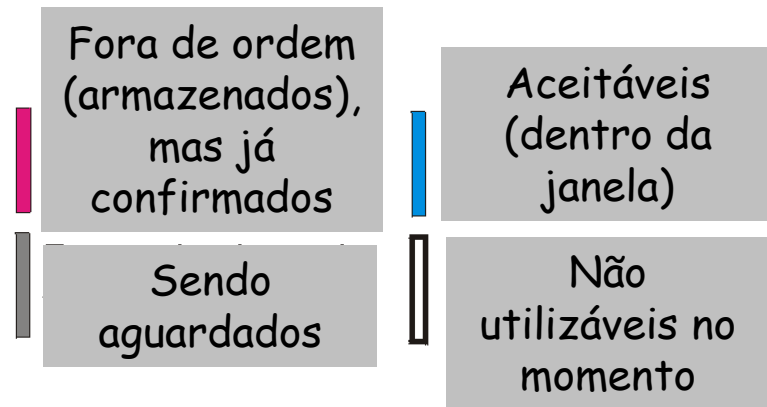 Fora de ordem
(armazenados),
mas já
confirmados
Aceitáveis
(dentro da
janela)
Sendo
aguardados
Não
utilizáveis no
momento